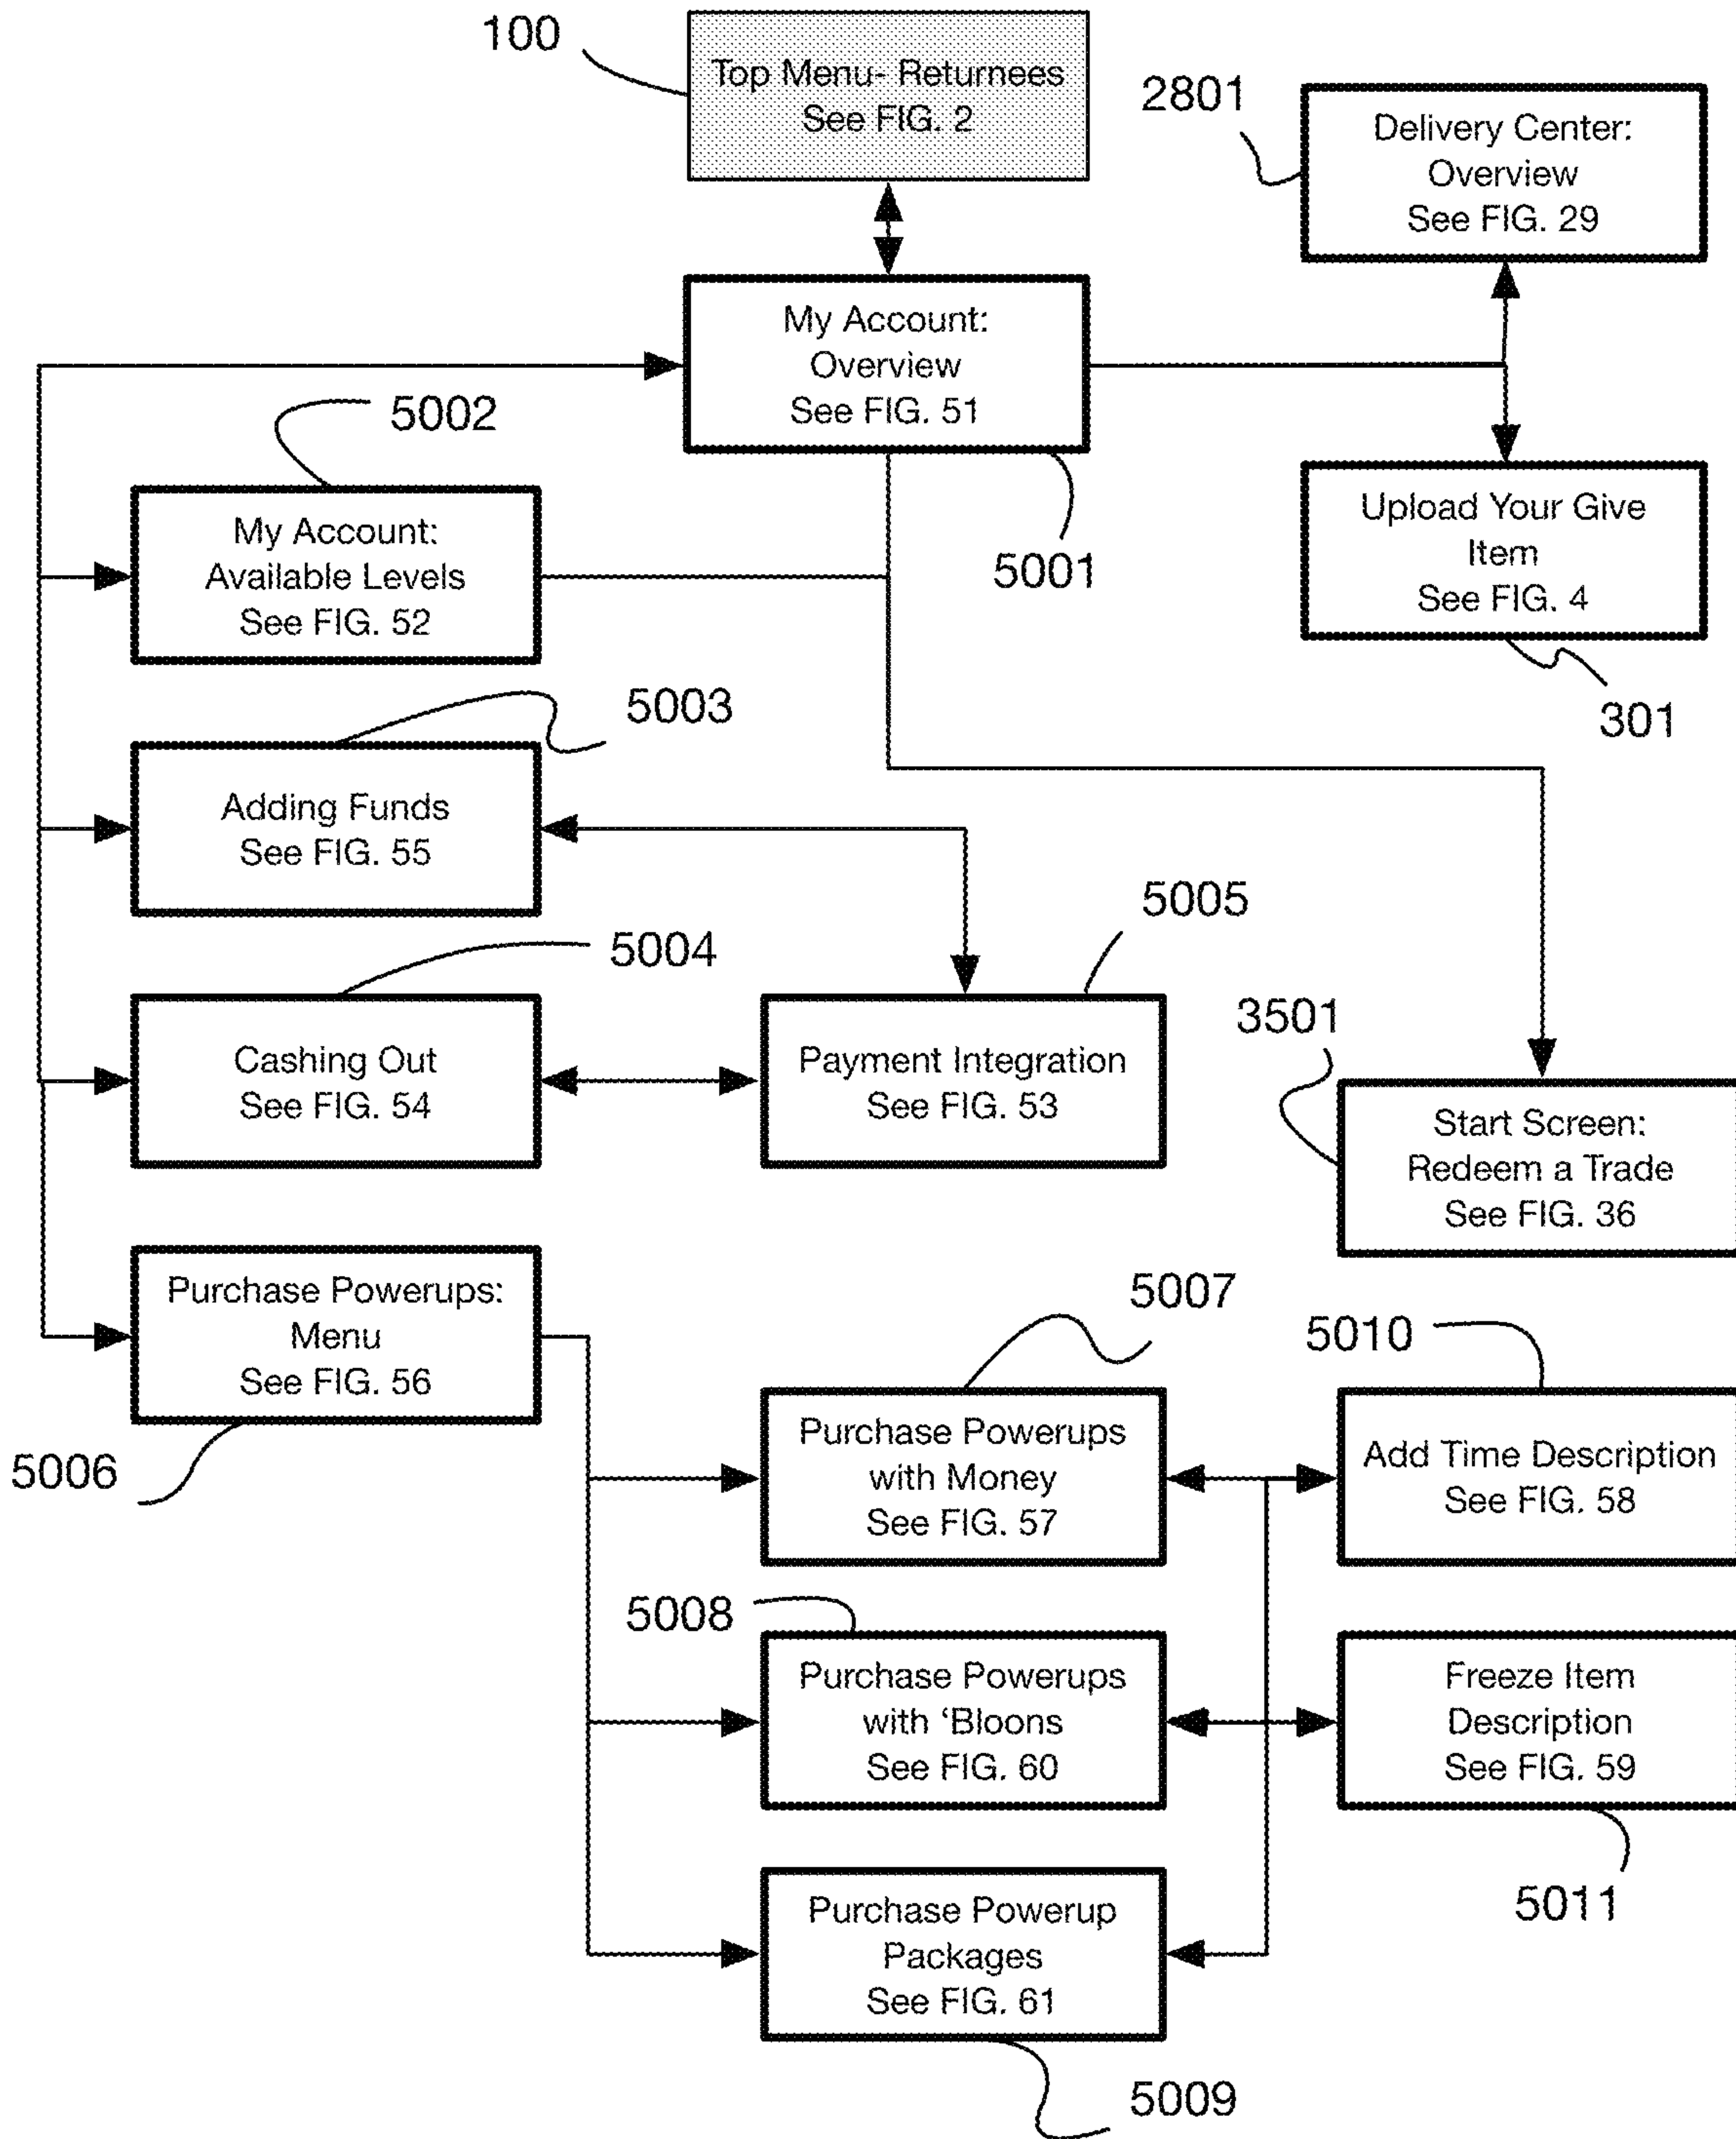 100
Top Menu- Returnees
See FIG. 2
2801
Delivery Center:
Overview
See FIG. 29
My Account:
Overview
See FIG. 51
5001
Upload Your Give
Item
See FIG. 4
301
5002
My Account:
Available Levels
See FIG. 52
5003
Adding Funds
See FIG. 55
5004
Cashing Out
See FIG. 54
5005
Payment Integration
See FIG. 53
3501
Start Screen:
Redeem a Trade
See FIG. 36
Purchase Powerups:
Menu
See FIG. 56
5006
5007
Purchase Powerups
with Money
See FIG. 57
5010
Add Time Description
See FIG. 58
5008
Purchase Powerups
with ‘Bloons
See FIG. 60
Freeze Item
Description
See FIG. 59
5011
Purchase Powerup
Packages
See FIG. 61
5009